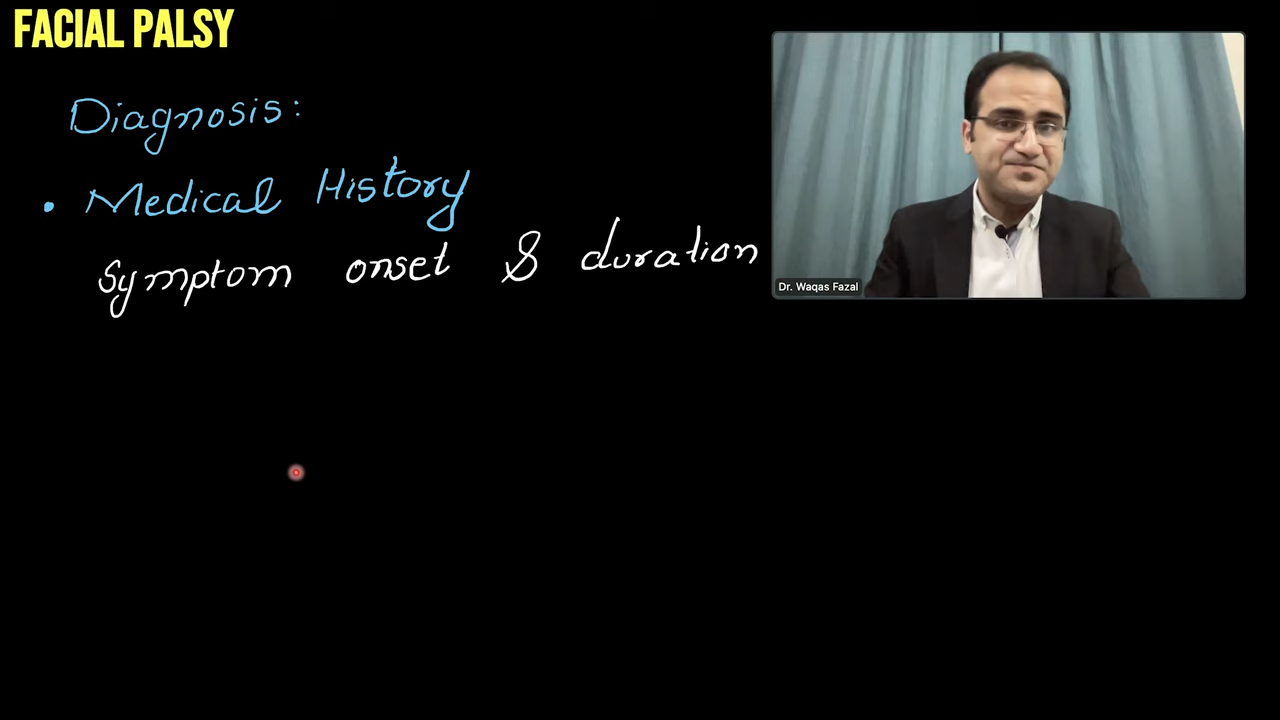 FACIAL PALSY
Diagnosis:
• Medical History
Symptom onset & duration
Dr. Waqas Fazal